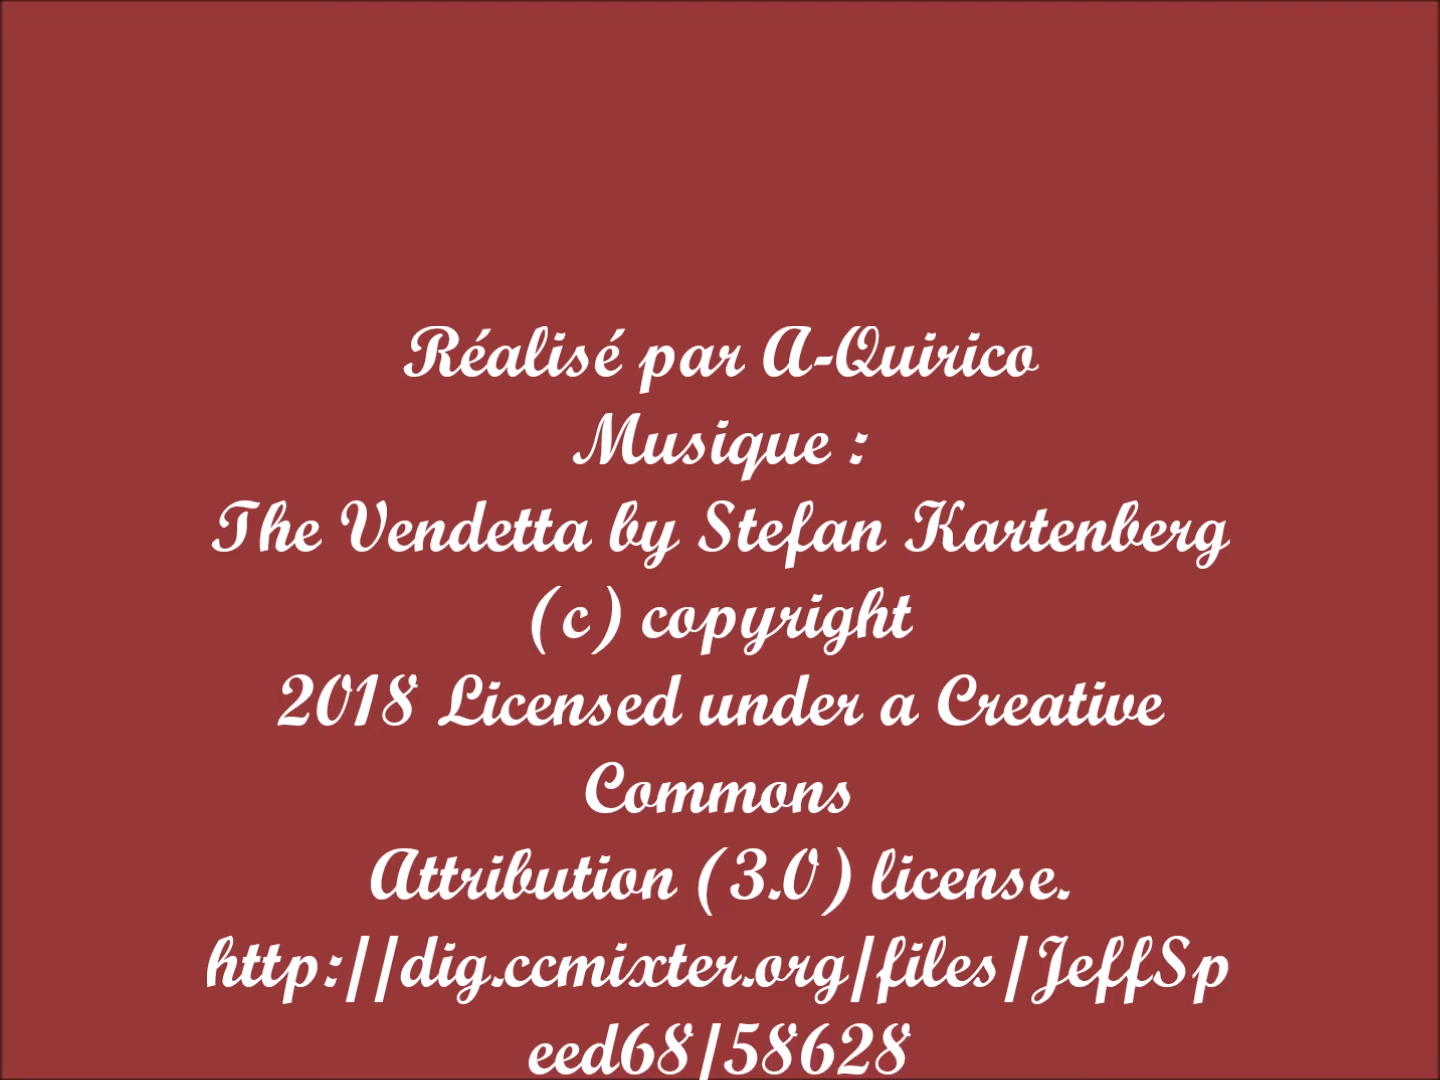 Réalisé par A-Quirico
Musique :
The Vendetta by Stefan Kartenberg
(c) copyright
2018 Licensed under a Creative
Commons
Attribution (3.0) license.
http://dig.ccmixter.org/files/JeffSp
eed68/58628